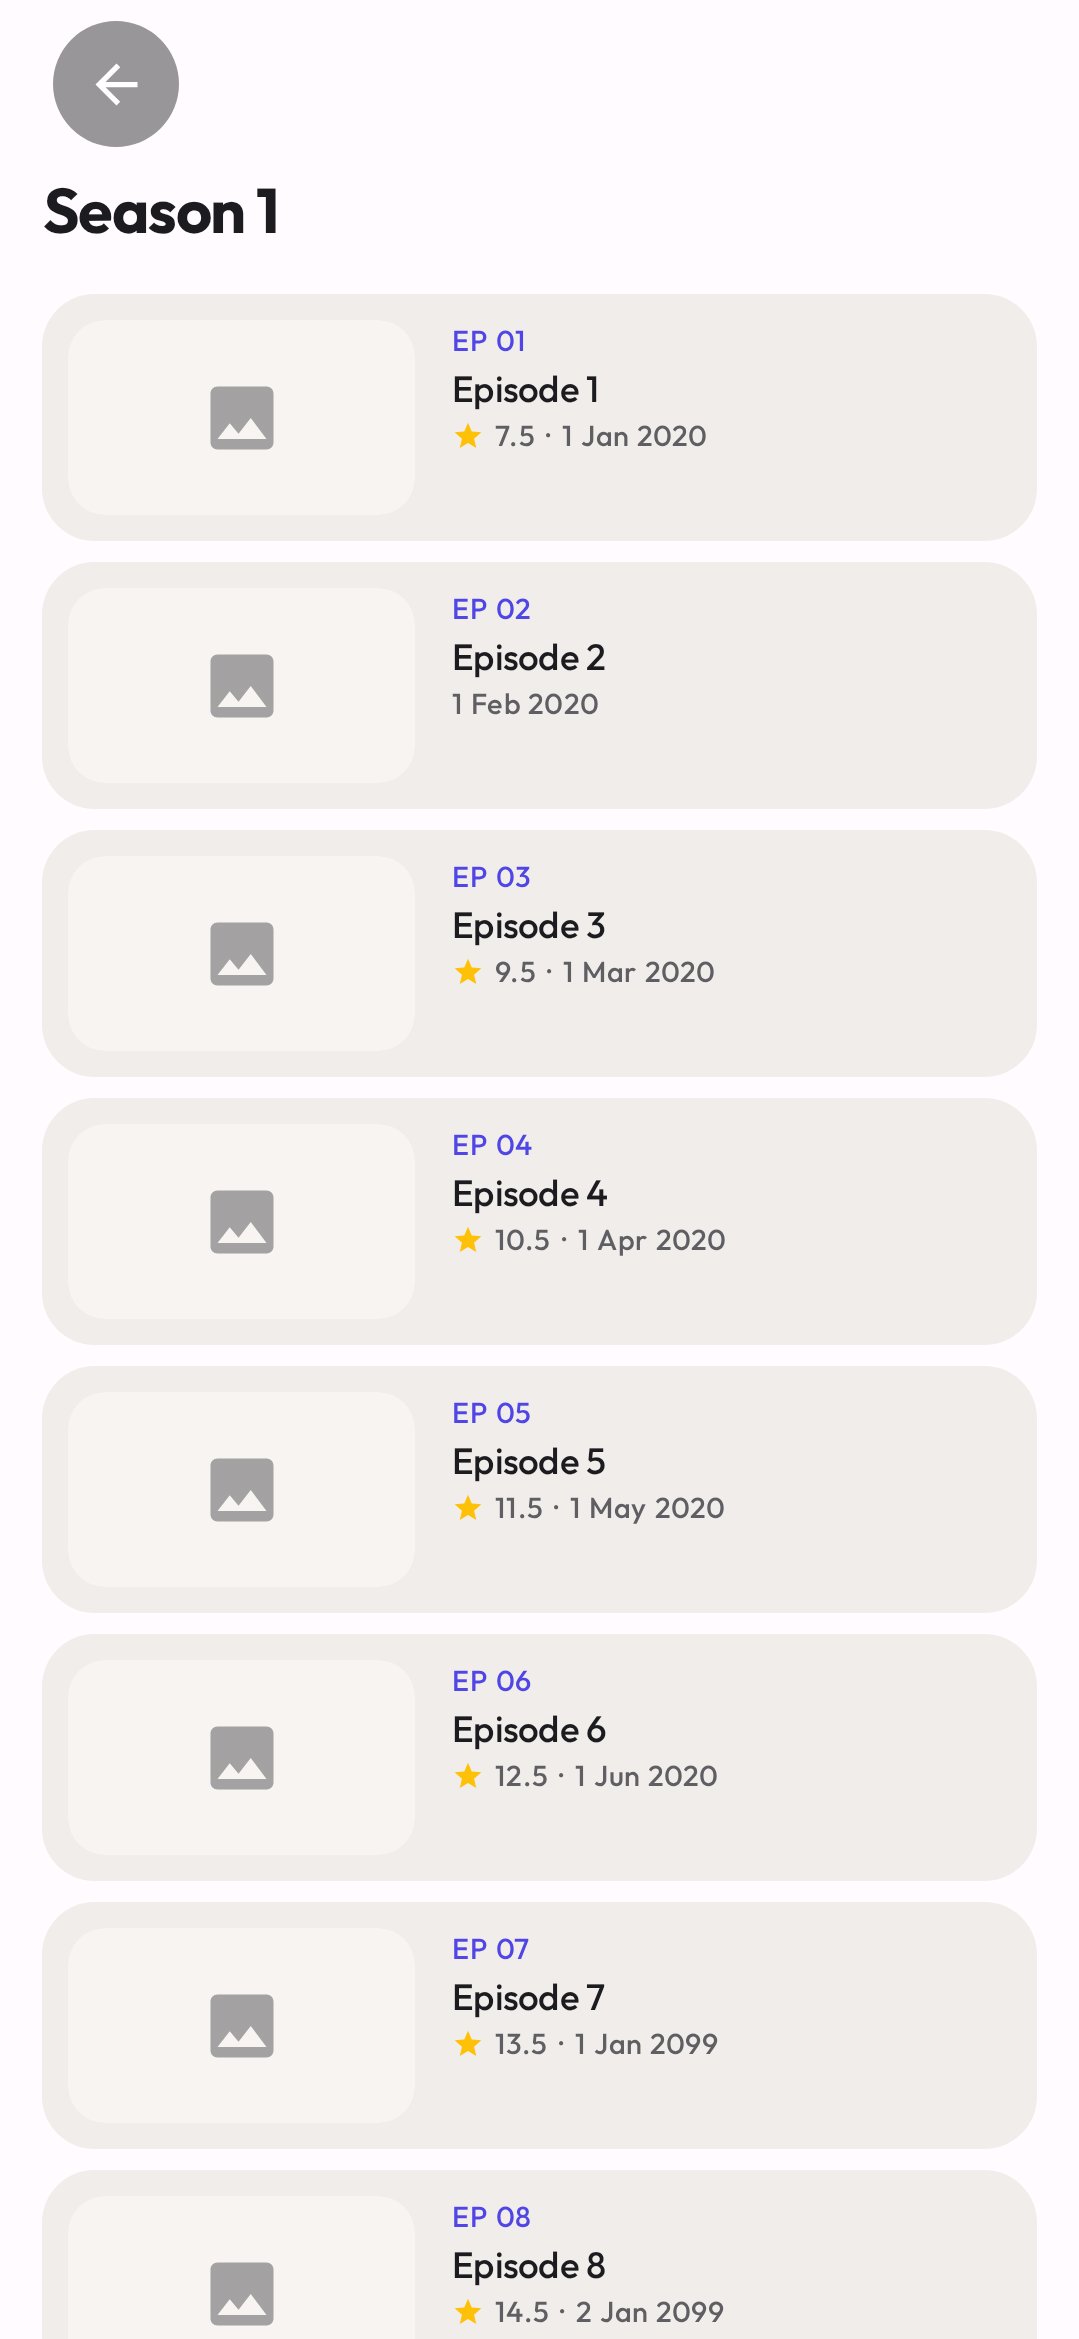 Season 1
EP 01
Episode 1
7.5 · 1 Jan 2020
EP 02
Episode 2
1 Feb 2020
EP 03
Episode 3
9.5 · 1 Mar 2020
EP 04
Episode 4
10.5 · 1 Apr 2020
EP 05
Episode 5
11.5 · 1 May 2020
EP 06
Episode 6
12.5 · 1 Jun 2020
EP 07
Episode 7
13.5 · 1 Jan 2099
EP 08
Episode 8
14.5 · 2 Jan 2099